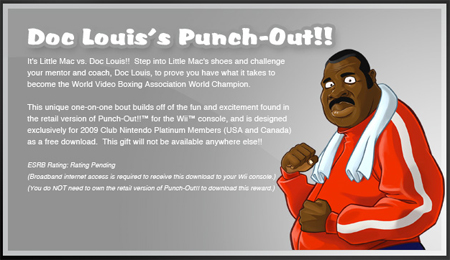 Doc Louis's Punch-Out!!
It's Little Mac vs. Doc Louis!! Step into Little Mac's shoes and challenge
your mentor and coach, Doc Louis, to prove you have what it takes to
become the World Video Boxing Association World Champion.
This unique one-on-one bout builds off of the fun and excitement found in
the retail version of Punch-Out!!™ for the Wii™ console, and is designed
exclusively for 2009 Club Nintendo Platinum Members (USA and Canada)
as a free download. This gift will not be available anywhere else!!
ESRB Rating: Rating Pending
(Broadband internet access is required to receive this download to your Wii console.)
(You do NOT need to own the retail version of Punch-Out!! to download this reward.)